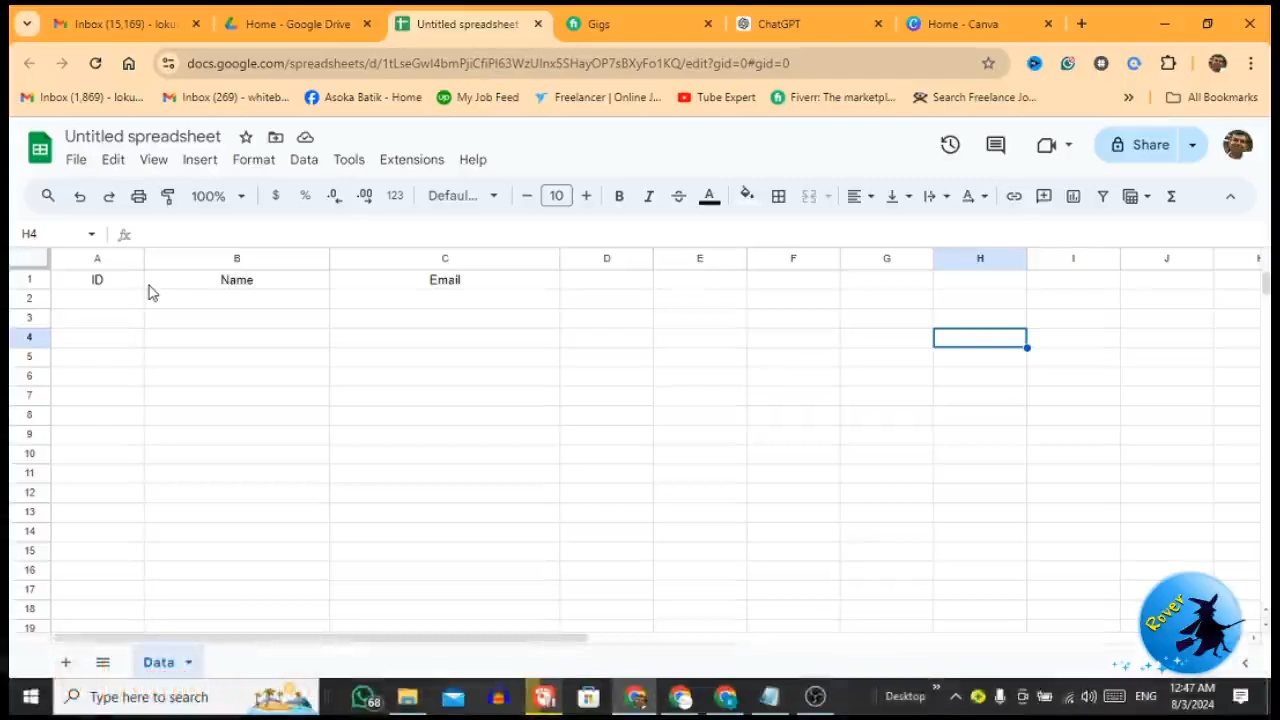 Inbox (15,169) - loku
Home - Google Drive
Untitled spreadsheet
Gigs
ChatGPT
Home - Canva
docs.google.com/spreadsheets/d/1tLseGwI4bmPjiCfiPl63WzUInx5SHayOP7sBXyFo1KQ/edit?gid=0#gid=0
Inbox (1,869) - loku...
Inbox (269) - whiteb...
Asoka Batik - Home
My Job Feed
Freelancer | Online J...
Tube Expert
Fiverr: The marketpl...
Search Freelance Jo...
»
All Bookmarks
Untitled spreadsheet
File Edit View Insert Format Data Tools Extensions Help
Share
100% $ % .0 .00 123 Defaul... − 10 + B I A Σ
H4
fx
A B C D E F G H I J
1 ID Name Email
2
3
4
5
6
7
8
9
10
11
12
13
14
15
16
17
18
19
Rover
Data
Type here to search
68
Desktop
»
ENG
12:47 AM
8/3/2024